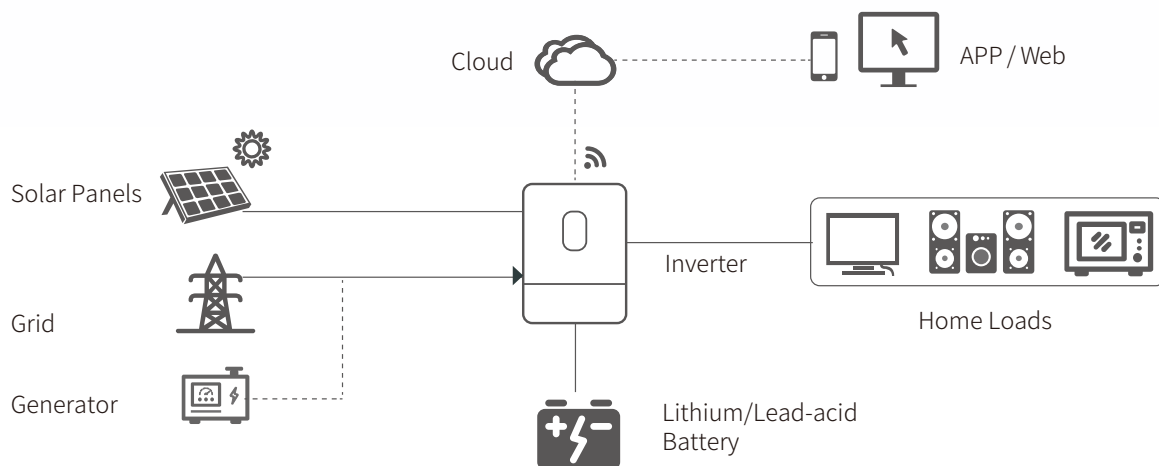 Cloud
APP / Web
Solar Panels
Inverter
Grid
Home Loads
Generator
Lithium/Lead-acid
Battery